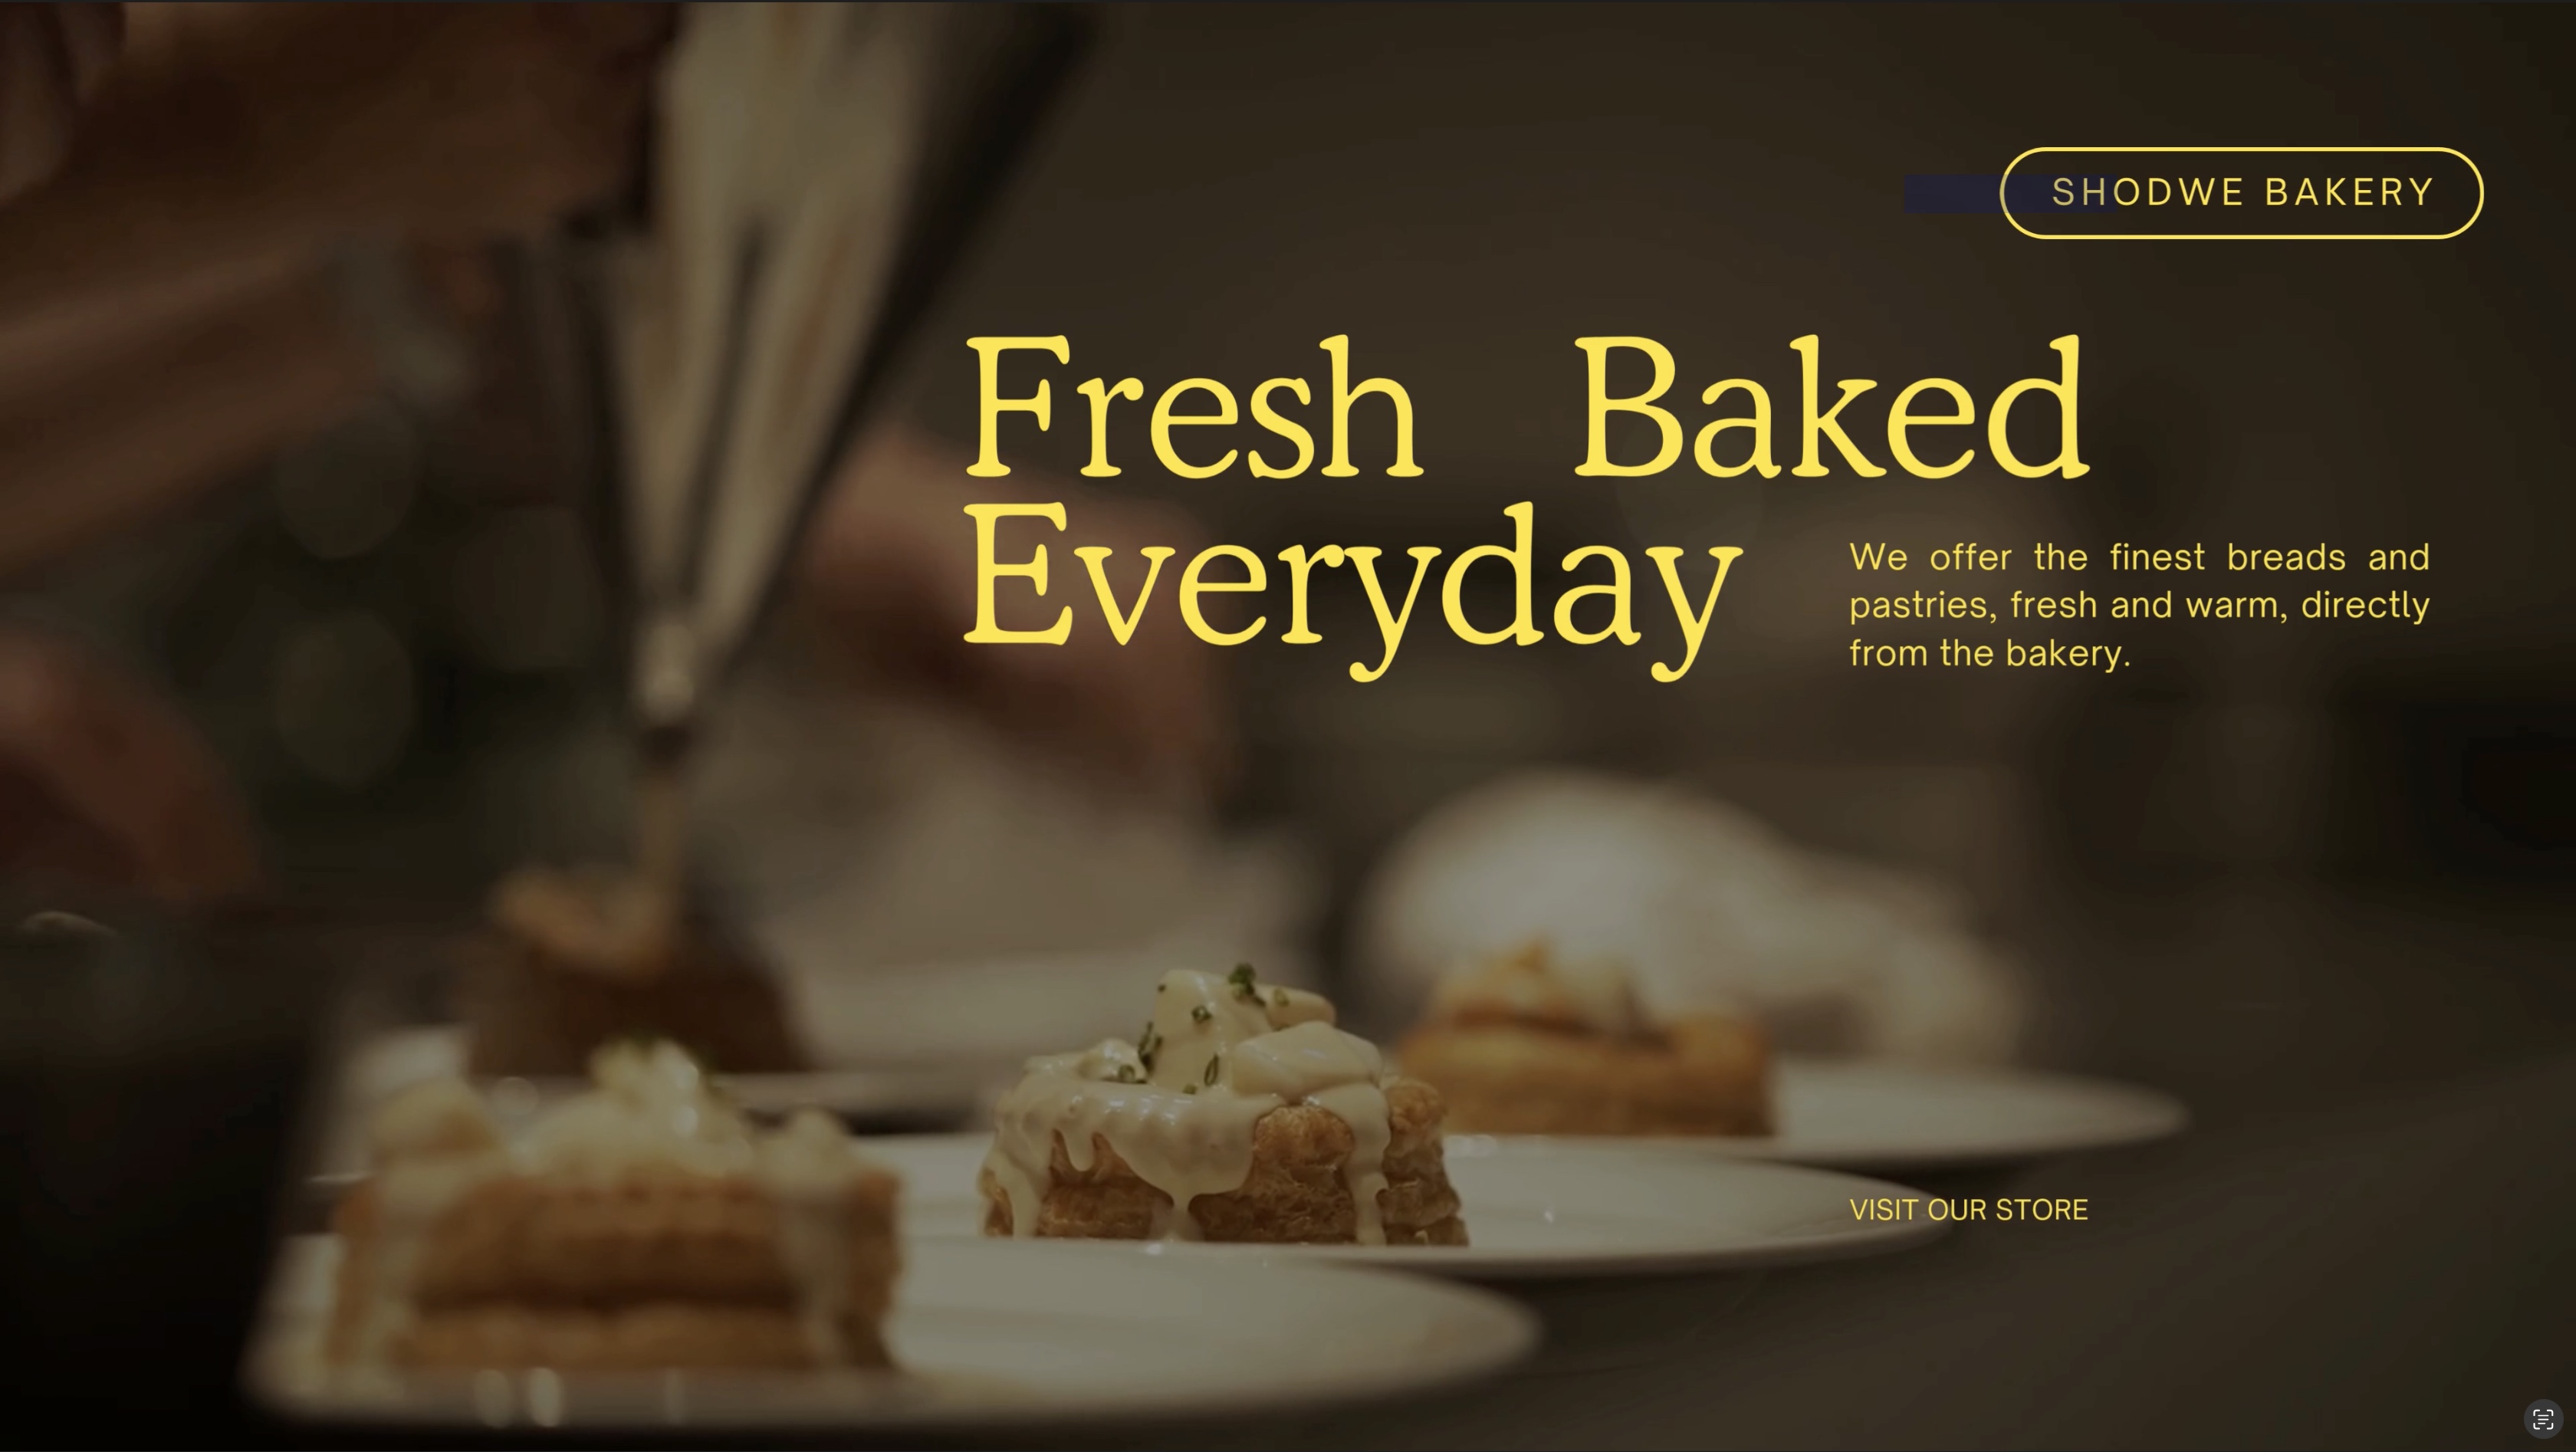 SHODWE BAKERY
Fresh Baked
Everyday
We offer the finest breads and
pastries, fresh and warm, directly
from the bakery.
VISIT OUR STORE